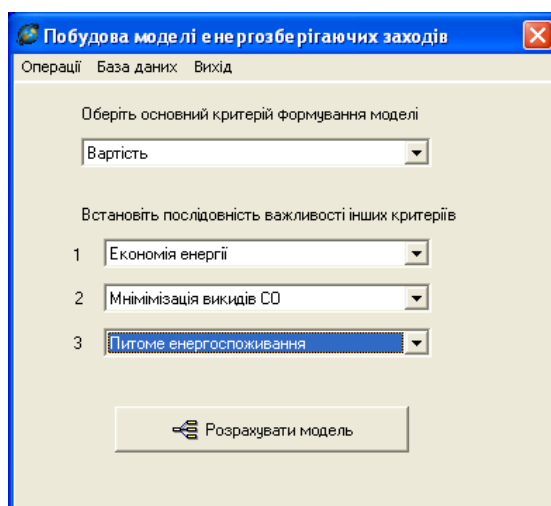 Побудова моделі енергозберігаючих заходів
Операції База даних Вихід
Оберіть основний критерій формування моделі
Вартість
Встановіть послідовність важливості інших критеріїв
1 Економія енергії
2 Мнімімізація викидів СО
3 Питоме енергоспоживання
Розрахувати модель